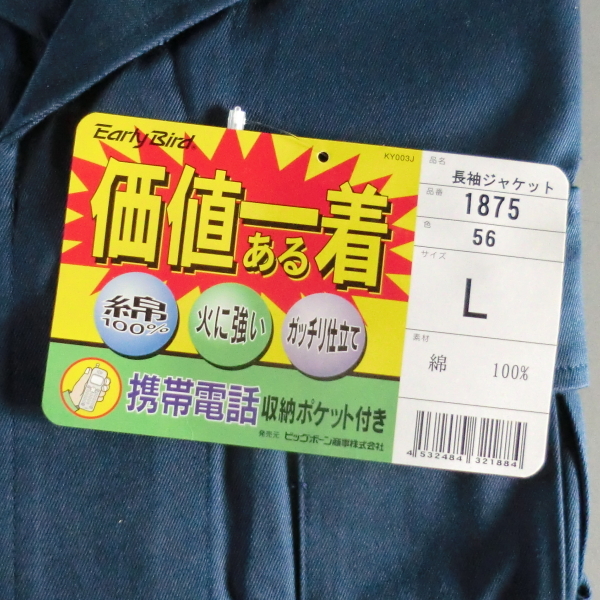 Early Bird
KY003J
価値ある一着
綿
100%
火に強い
ガッチリ仕立て
携帯電話収納ポケット付き
発売元 ビッグボーン商事株式会社
品名
長袖ジャケット
品番
1875
色
56
サイズ
L
素材
綿 100%
4 532484 321884